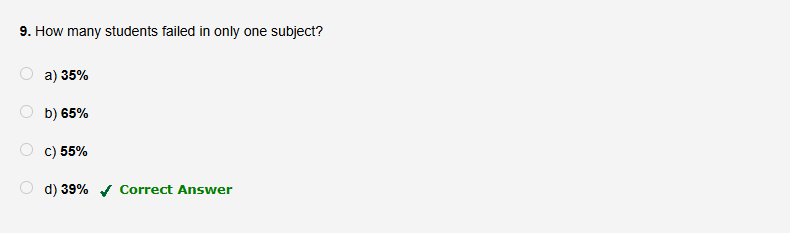 9. How many students failed in only one subject?
a) 35%
b) 65%
c) 55%
d) 39% ✓ Correct Answer